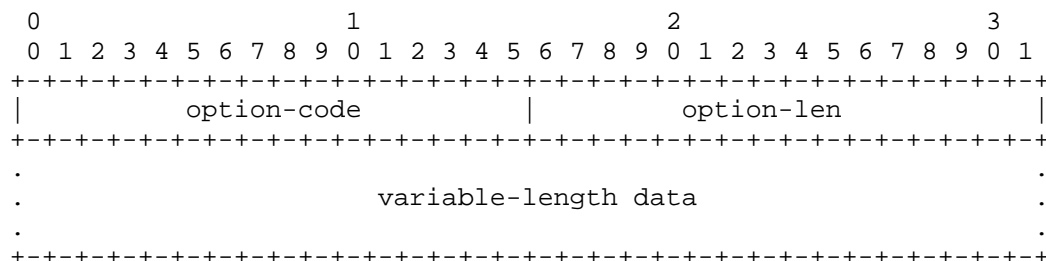 0                   1                   2                   3
 0 1 2 3 4 5 6 7 8 9 0 1 2 3 4 5 6 7 8 9 0 1 2 3 4 5 6 7 8 9 0 1
+-+-+-+-+-+-+-+-+-+-+-+-+-+-+-+-+-+-+-+-+-+-+-+-+-+-+-+-+-+-+-+-+
|          option-code          |         option-len            |
+-+-+-+-+-+-+-+-+-+-+-+-+-+-+-+-+-+-+-+-+-+-+-+-+-+-+-+-+-+-+-+-+
.                                                               .
.                      variable-length data                     .
.                                                               .
+-+-+-+-+-+-+-+-+-+-+-+-+-+-+-+-+-+-+-+-+-+-+-+-+-+-+-+-+-+-+-+-+